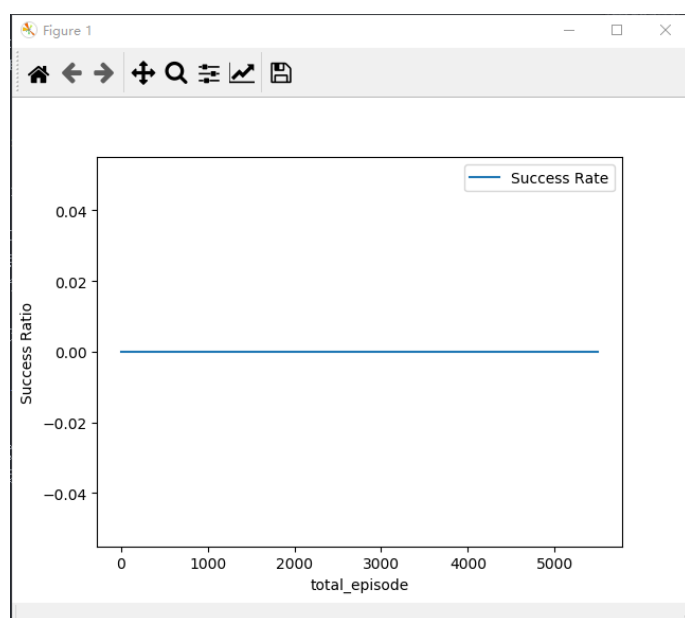 Figure 1
Success Rate
0.04
0.02
0.00
−0.02
−0.04
Success Ratio
0
1000
2000
3000
4000
5000
total_episode